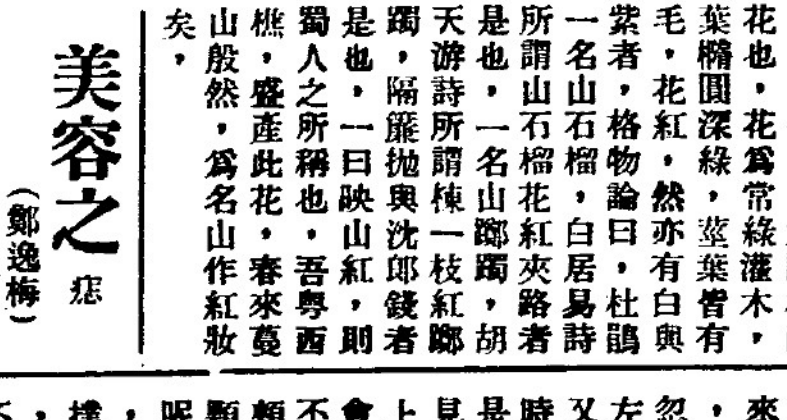 花也，花爲常綠灌木，
葉橢圓深綠，莖葉皆有
毛，花紅，然亦有白與
紫者，格物論曰，杜鵑
一名山石榴，白居易詩
所謂山石榴花紅夾路者
是也，一名山躑躅，胡
天游詩所謂棟一枝紅躑
躅，隔簾抛與沈郎錢者
是也，一曰映山紅，則
蜀人之所稱也，吾粤西
樵，盛產此花，春來蔓
山殷然，爲名山作紅妝
矣，
美容之痣
（鄭逸梅）